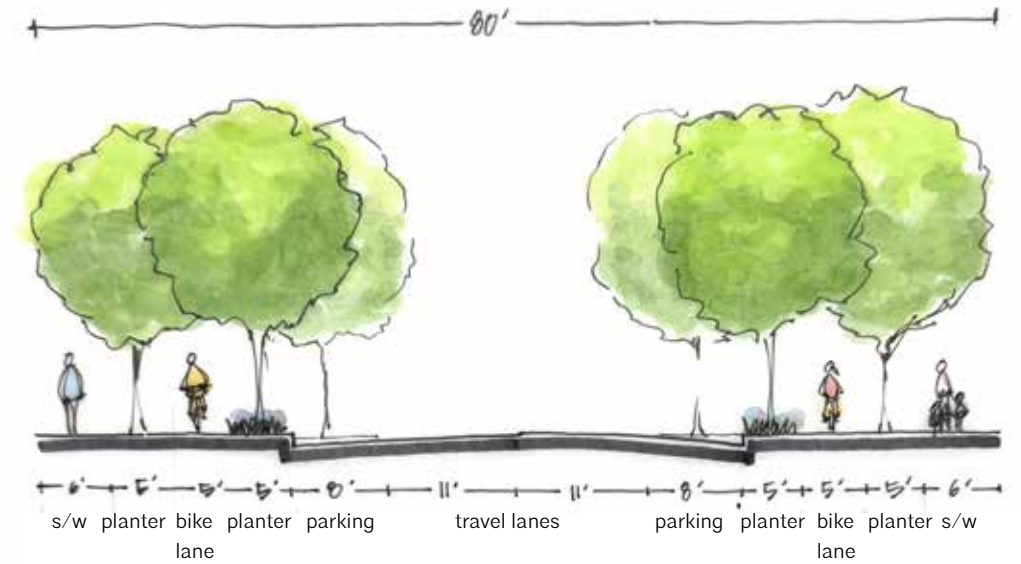 80'
6' 5' 5' 5' 8' 11' 11' 8' 5' 5' 5' 6'
s/w planter bike planter parking travel lanes parking planter bike planter s/w
lane lane